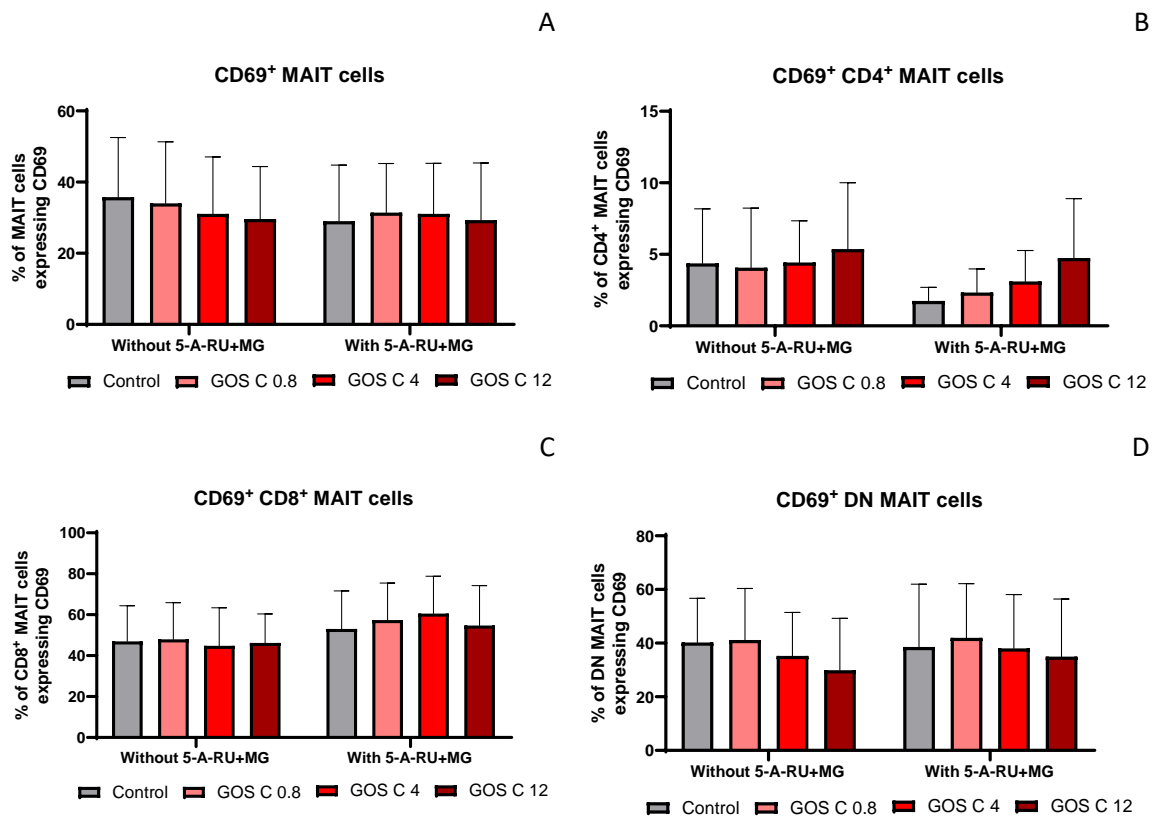 A
CD69⁺ MAIT cells
% of MAIT cells
expressing CD69
60
40
20
0
Without 5-A-RU+MG With 5-A-RU+MG
Control GOS C 0.8 GOS C 4 GOS C 12
B
CD69⁺ CD4⁺ MAIT cells
% of CD4⁺ MAIT cells
expressing CD69
15
10
5
0
Without 5-A-RU+MG With 5-A-RU+MG
Control GOS C 0.8 GOS C 4 GOS C 12
C
CD69⁺ CD8⁺ MAIT cells
% of CD8⁺ MAIT cells
expressing CD69
100
80
60
40
20
0
Without 5-A-RU+MG With 5-A-RU+MG
Control GOS C 0.8 GOS C 4 GOS C 12
D
CD69⁺ DN MAIT cells
% of DN MAIT cells
expressing CD69
80
60
40
20
0
Without 5-A-RU+MG With 5-A-RU+MG
Control GOS C 0.8 GOS C 4 GOS C 12